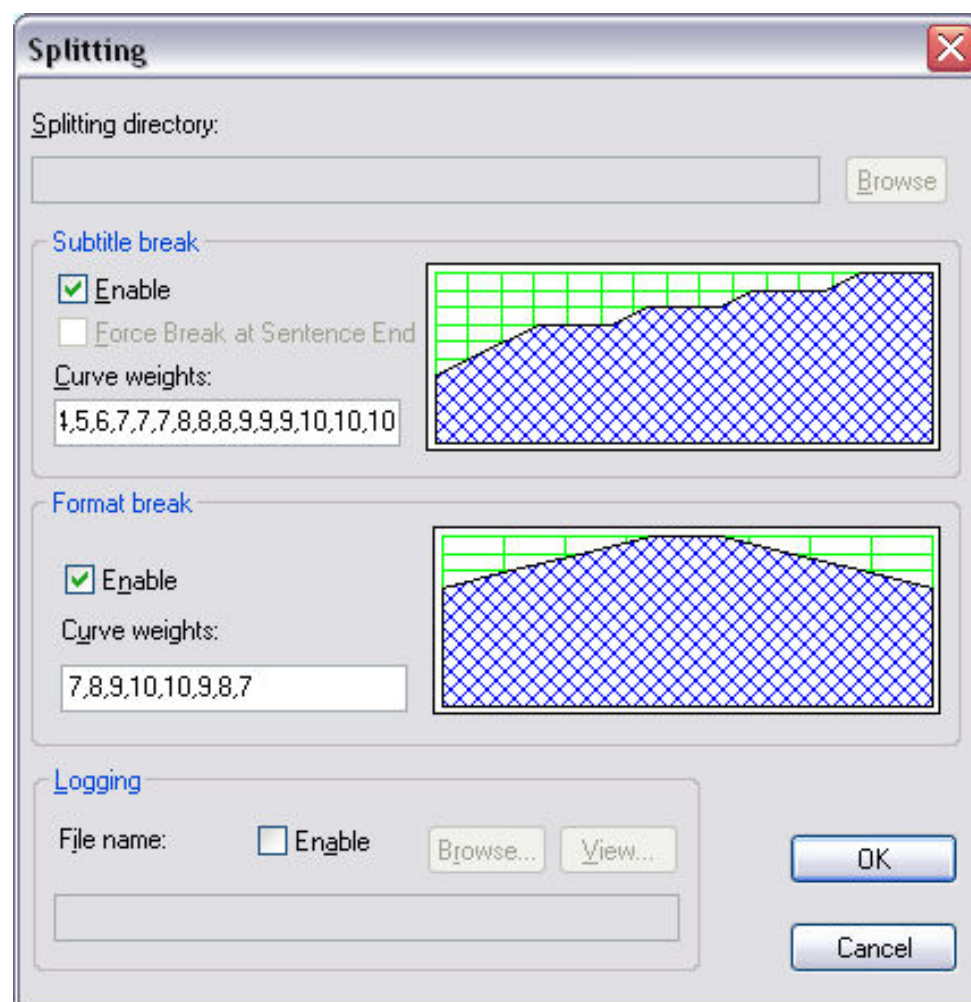 Splitting
Splitting directory:
Browse
Subtitle break
Enable
Force Break at Sentence End
Curve weights:
4,5,6,7,7,7,8,8,8,9,9,9,10,10,10
Format break
Enable
Curve weights:
7,8,9,10,10,9,8,7
Logging
File name: Enable Browse... View...
OK
Cancel